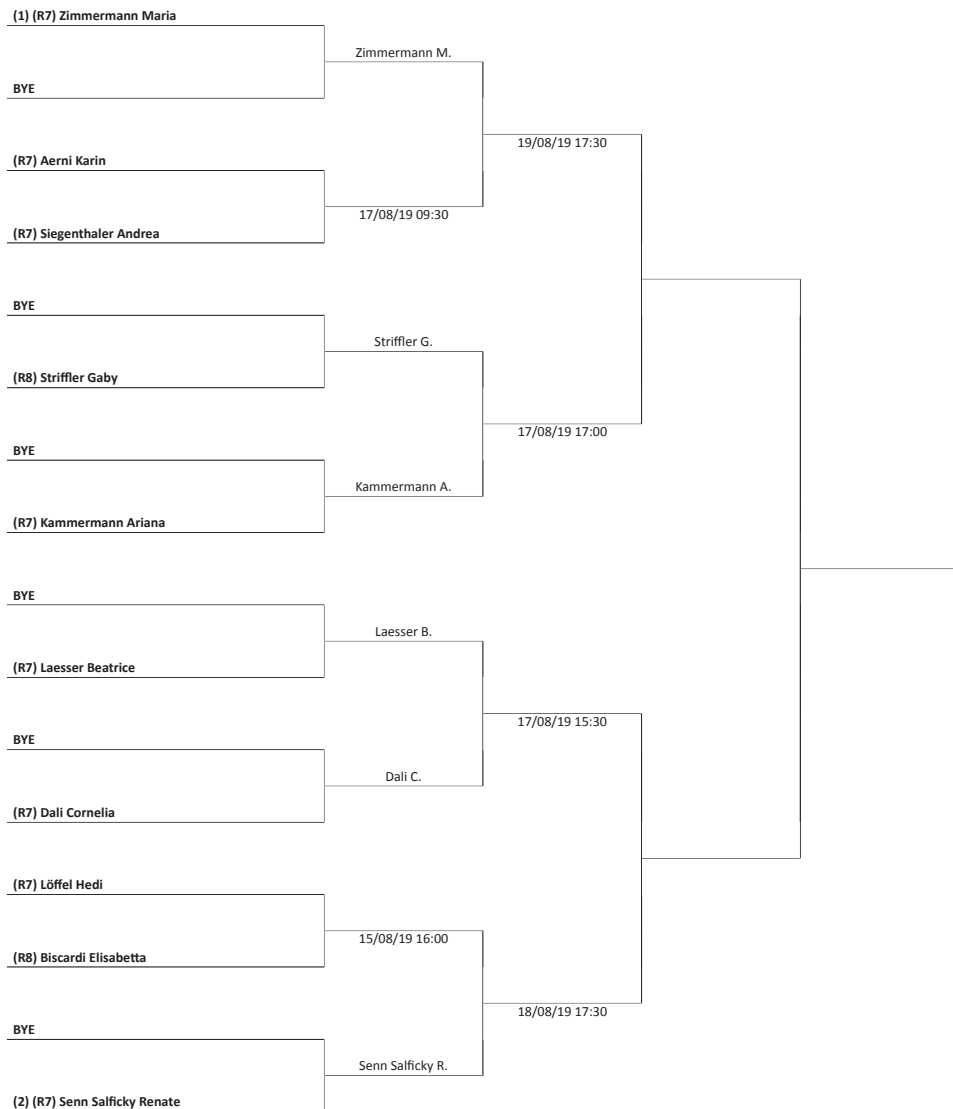 (1) (R7) Zimmermann Maria
Zimmermann M.
BYE
19/08/19 17:30
(R7) Aerni Karin
17/08/19 09:30
(R7) Siegenthaler Andrea
BYE
Striffler G.
(R8) Striffler Gaby
17/08/19 17:00
BYE
Kammermann A.
(R7) Kammermann Ariana
BYE
Laesser B.
(R7) Laesser Beatrice
17/08/19 15:30
BYE
Dali C.
(R7) Dali Cornelia
(R7) Löffel Hedi
15/08/19 16:00
(R8) Biscardi Elisabetta
18/08/19 17:30
BYE
Senn Salficky R.
(2) (R7) Senn Salficky Renate